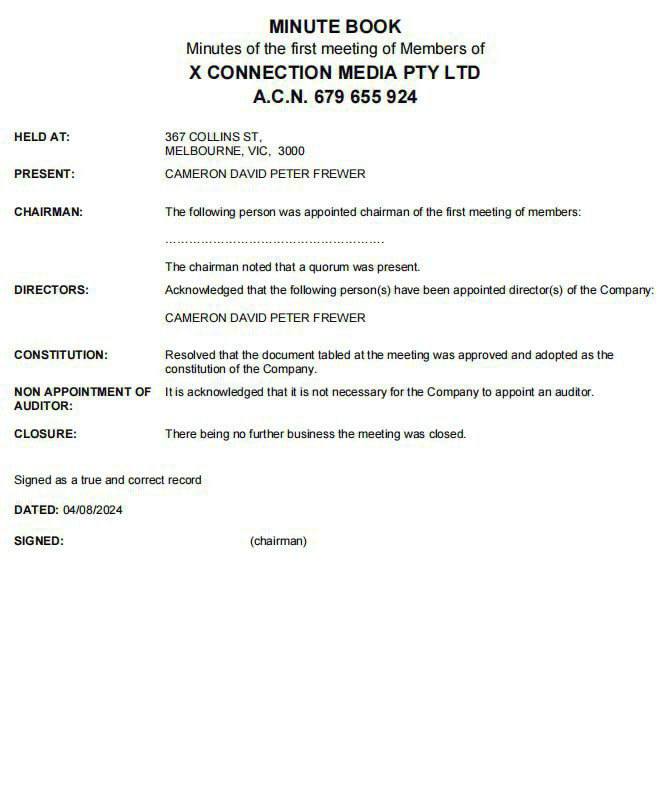 MINUTE BOOK
Minutes of the first meeting of Members of
X CONNECTION MEDIA PTY LTD
A.C.N. 679 655 924
HELD AT: 367 COLLINS ST,
MELBOURNE, VIC, 3000
PRESENT: CAMERON DAVID PETER FREWER
CHAIRMAN: The following person was appointed chairman of the first meeting of members:
.......................................................
The chairman noted that a quorum was present.
DIRECTORS: Acknowledged that the following person(s) have been appointed director(s) of the Company:
CAMERON DAVID PETER FREWER
CONSTITUTION: Resolved that the document tabled at the meeting was approved and adopted as the
constitution of the Company.
NON APPOINTMENT OF It is acknowledged that it is not necessary for the Company to appoint an auditor.
AUDITOR:
CLOSURE: There being no further business the meeting was closed.
Signed as a true and correct record
DATED: 04/08/2024
SIGNED: (chairman)